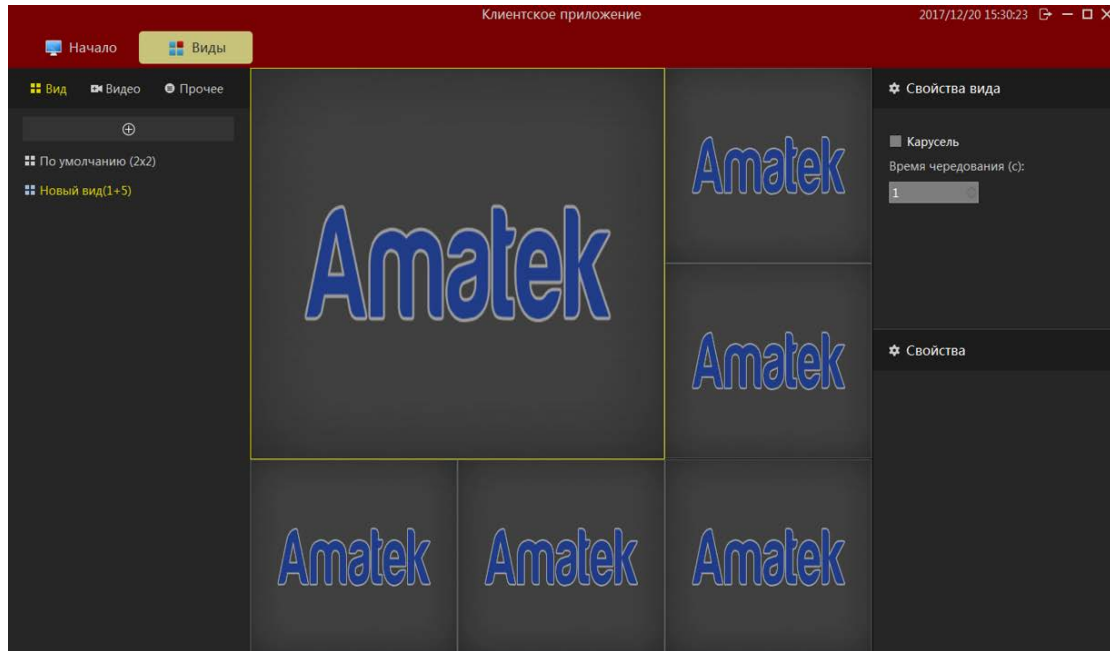 Клиентское приложение
2017/12/20 15:30:23
Начало
Виды
Вид
Видео
Прочее
По умолчанию (2x2)
Новый вид(1+5)
Amatek
Amatek
Amatek
Amatek
Amatek
Amatek
Свойства вида
Карусель
Время чередования (с):
1
Свойства